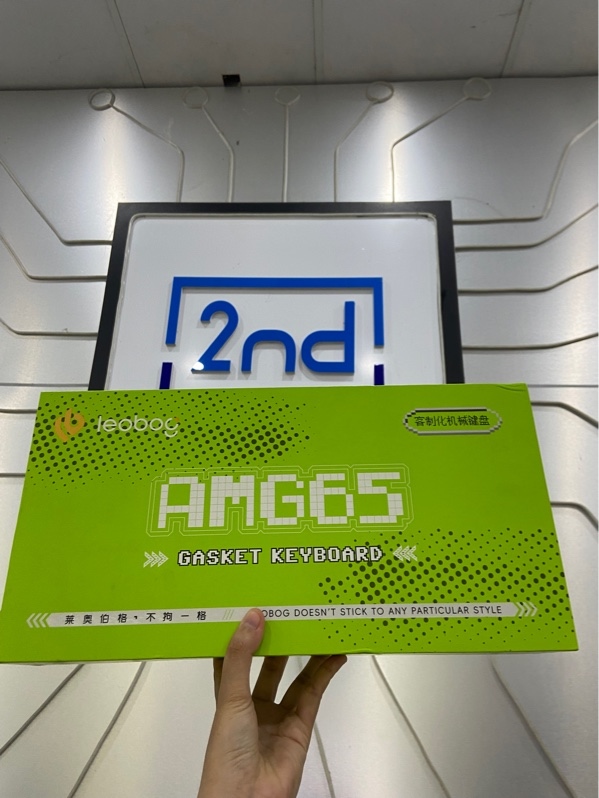 2nd
leobog
客制化机械键盘
AMG65
GASKET KEYBOARD
莱奥伯格,不拘一格 /// OBOG DOESN'T STICK TO ANY PARTICULAR STYLE